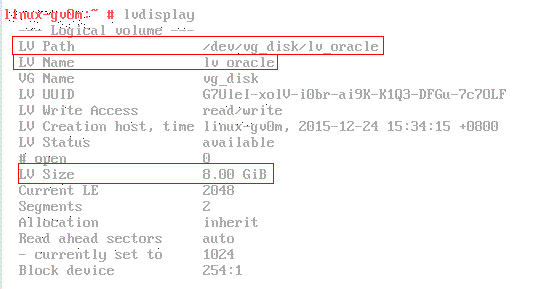 linux-gv0m:~ # lvdisplay
--- Logical volume ---
LV Path /dev/vg_disk/lv_oracle
LV Name lv_oracle
VG Name vg_disk
LV UUID G7UleI-xolV-i0br-ai9K-K1Q3-DFGu-7c7OLF
LV Write Access read/write
LV Creation host, time linux-gv0m, 2015-12-24 15:34:15 +0800
LV Status available
# open 0
LV Size 8.00 GiB
Current LE 2048
Segments 2
Allocation inherit
Read ahead sectors auto
- currently set to 1024
Block device 254:1